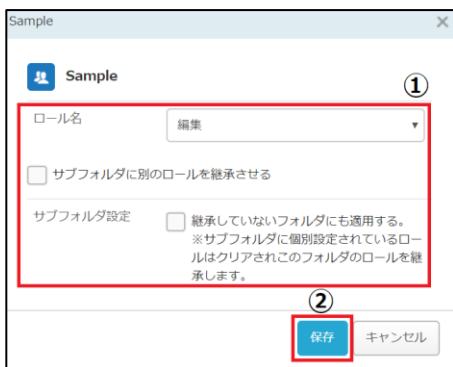 Sample
×
Sample
①
ロール名
編集
サブフォルダに別のロールを継承させる
サブフォルダ設定
継承していないフォルダにも適用する。
※サブフォルダに個別設定されているロー
ルはクリアされこのフォルダのロールを継
承します。
②
保存 キャンセル